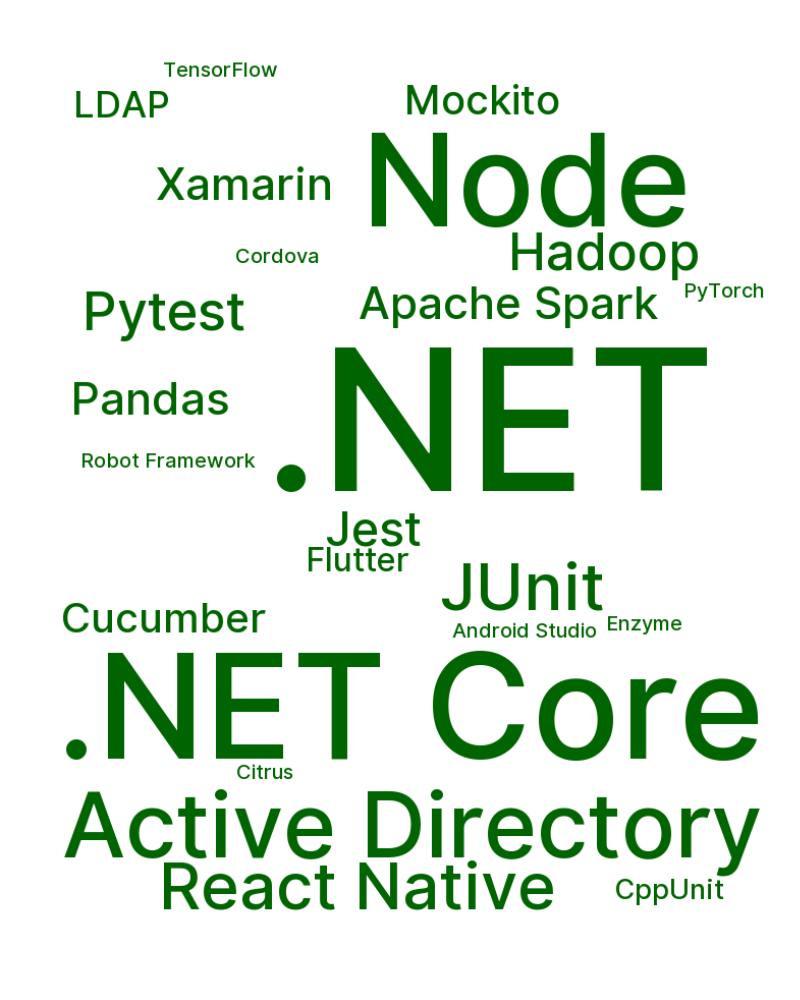 TensorFlow
LDAP
Mockito
Node
Xamarin
Hadoop
Cordova
PyTorch
Pytest
Apache Spark
.NET
Pandas
Robot Framework
Jest
Flutter
JUnit
Cucumber
Enzyme
Android Studio
.NET Core
Citrus
Active Directory
React Native
CppUnit